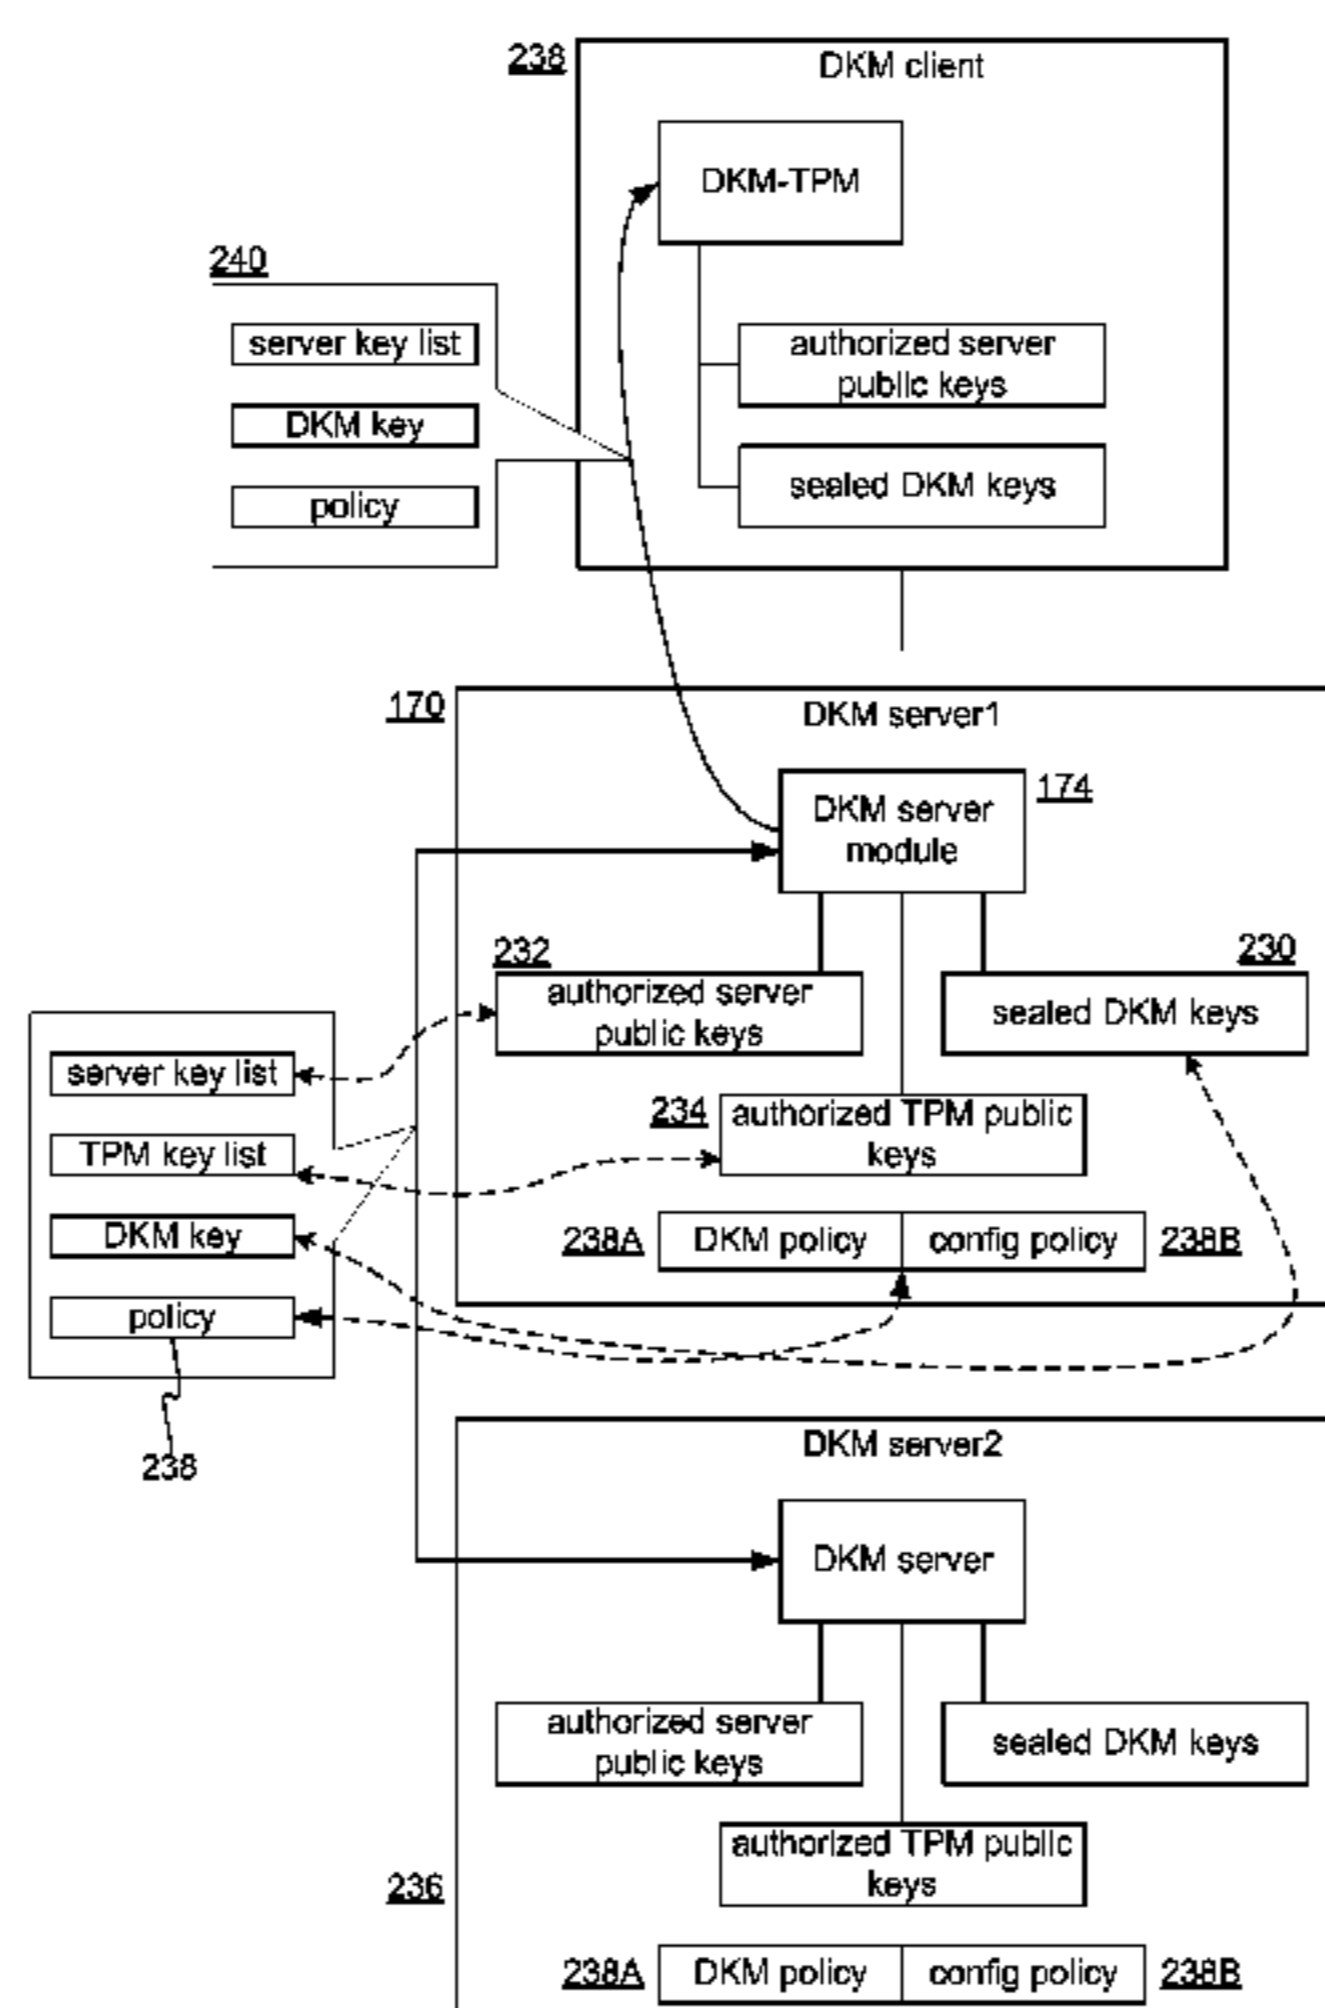 238
DKM client
DKM-TPM
240
server key list
DKM key
policy
authorized server
public keys
sealed DKM keys
170
DKM server1
DKM server
module
174
232
authorized server
public keys
230
sealed DKM keys
server key list
TPM key list
DKM key
policy
238
234
authorized TPM public
keys
238A
DKM policy
config policy
238B
DKM server2
DKM server
authorized server
public keys
sealed DKM keys
authorized TPM public
keys
236
238A
DKM policy
config policy
238B